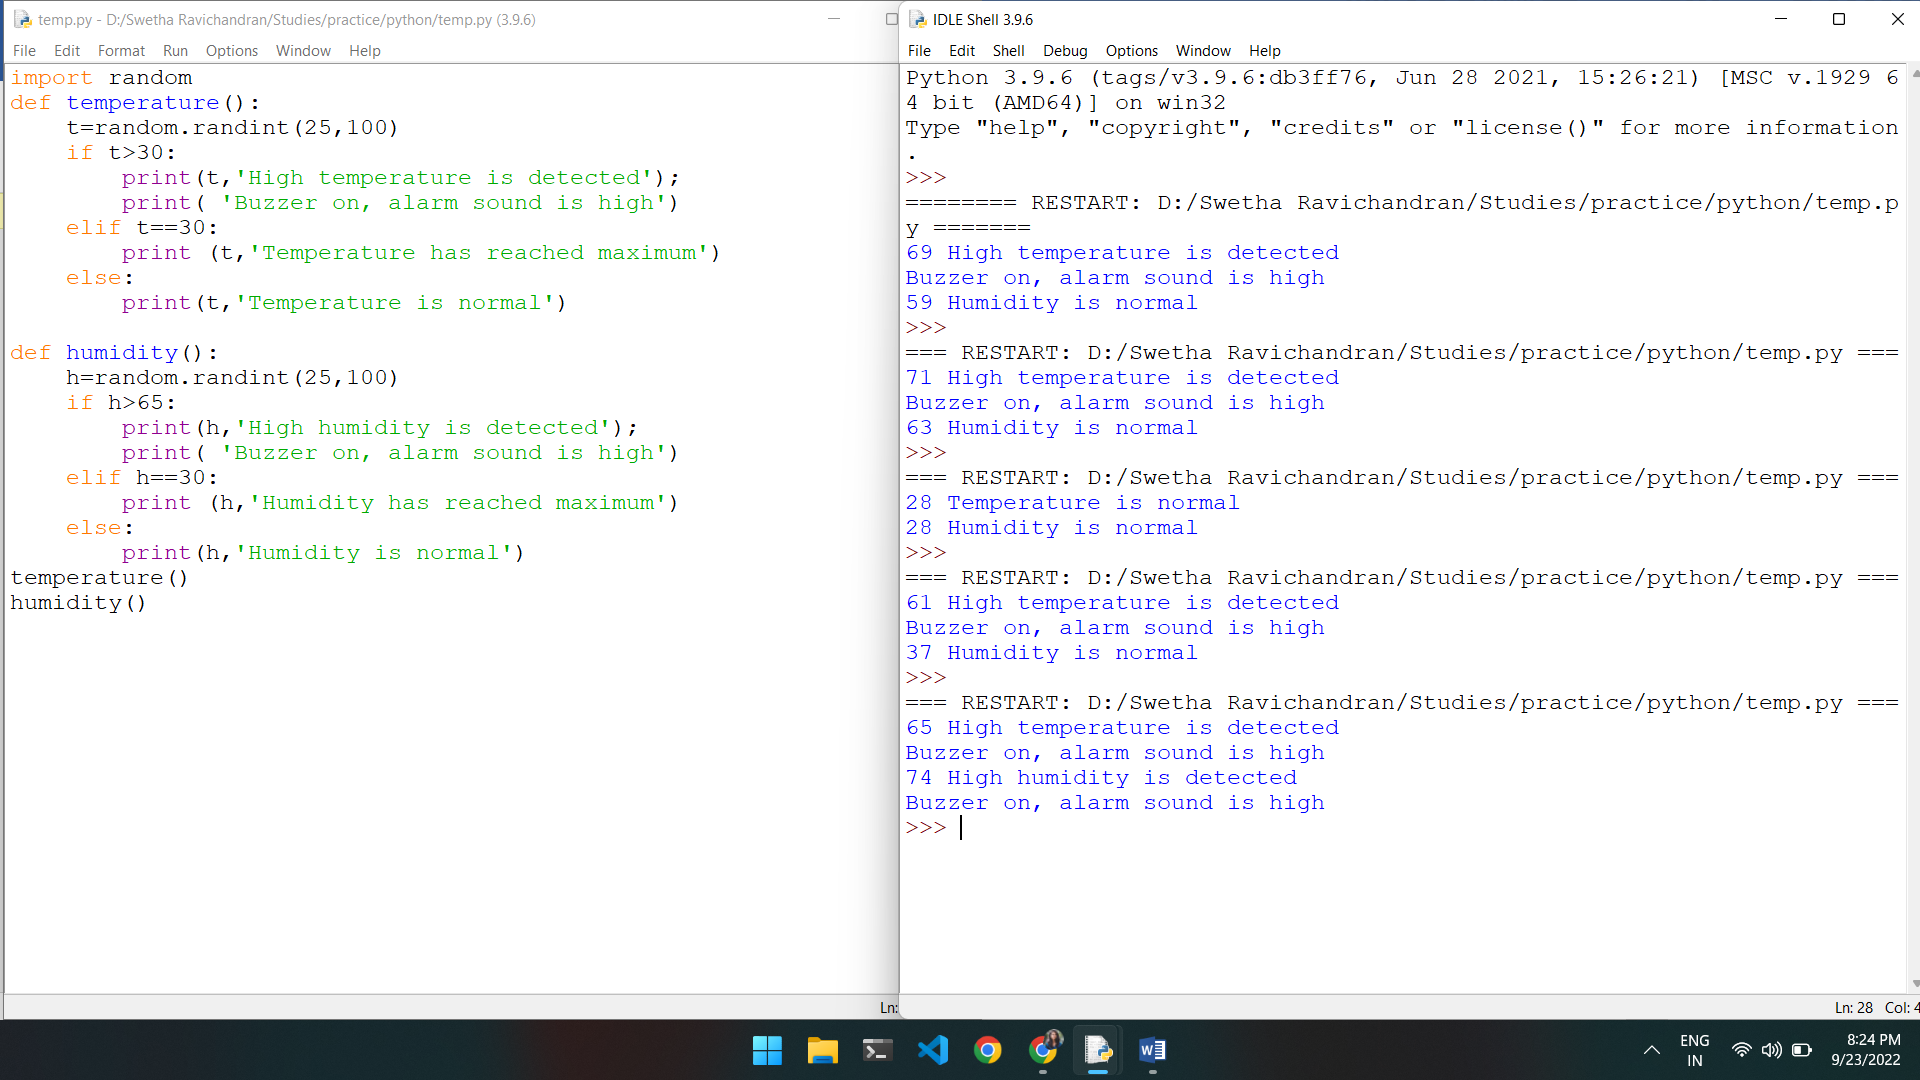 temp.py - D:/Swetha Ravichandran/Studies/practice/python/temp.py (3.9.6)
File Edit Format Run Options Window Help
import random
def temperature():
    t=random.randint(25,100)
    if t>30:
        print(t,'High temperature is detected');
        print( 'Buzzer on, alarm sound is high')
    elif t==30:
        print (t,'Temperature has reached maximum')
    else:
        print(t,'Temperature is normal')

def humidity():
    h=random.randint(25,100)
    if h>65:
        print(h,'High humidity is detected');
        print( 'Buzzer on, alarm sound is high')
    elif h==30:
        print (h,'Humidity has reached maximum')
    else:
        print(h,'Humidity is normal')
temperature()
humidity()
Ln:
IDLE Shell 3.9.6
File Edit Shell Debug Options Window Help
Python 3.9.6 (tags/v3.9.6:db3ff76, Jun 28 2021, 15:26:21) [MSC v.1929 6
4 bit (AMD64)] on win32
Type "help", "copyright", "credits" or "license()" for more information
.
>>>
======== RESTART: D:/Swetha Ravichandran/Studies/practice/python/temp.p
y =======
69 High temperature is detected
Buzzer on, alarm sound is high
59 Humidity is normal
>>>
=== RESTART: D:/Swetha Ravichandran/Studies/practice/python/temp.py ===
71 High temperature is detected
Buzzer on, alarm sound is high
63 Humidity is normal
>>>
=== RESTART: D:/Swetha Ravichandran/Studies/practice/python/temp.py ===
28 Temperature is normal
28 Humidity is normal
>>>
=== RESTART: D:/Swetha Ravichandran/Studies/practice/python/temp.py ===
61 High temperature is detected
Buzzer on, alarm sound is high
37 Humidity is normal
>>>
=== RESTART: D:/Swetha Ravichandran/Studies/practice/python/temp.py ===
65 High temperature is detected
Buzzer on, alarm sound is high
74 High humidity is detected
Buzzer on, alarm sound is high
>>>
Ln: 28 Col: 4
W
ENG
IN
8:24 PM
9/23/2022